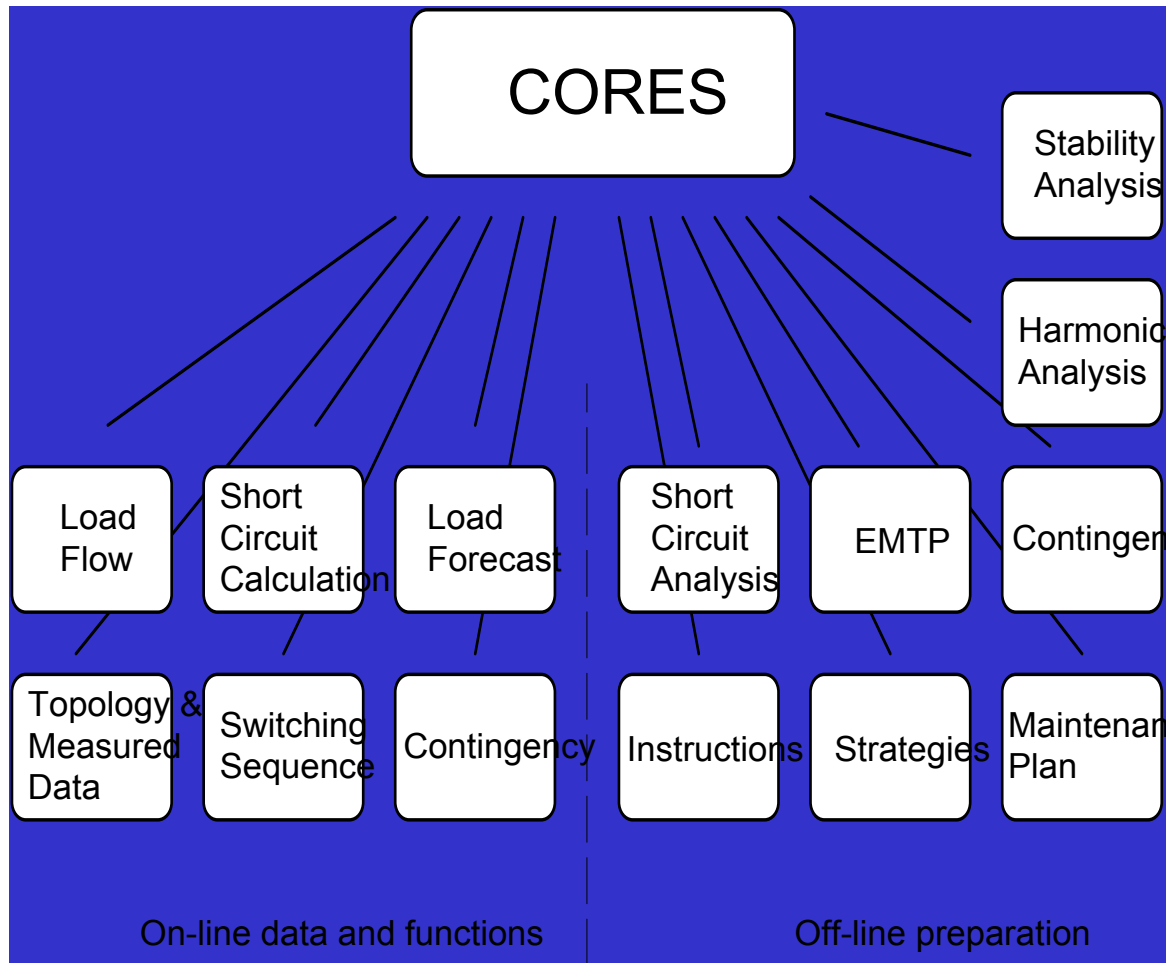 CORES
Stability
Analysis
Harmonic
Analysis
Load
Flow
Short
Circuit
Calculation
Load
Forecast
Short
Circuit
Analysis
EMTP
Contingen
Topology &
Measured
Data
Switching
Sequence
Contingency
Instructions
Strategies
Maintenan
Plan
On-line data and functions
Off-line preparation